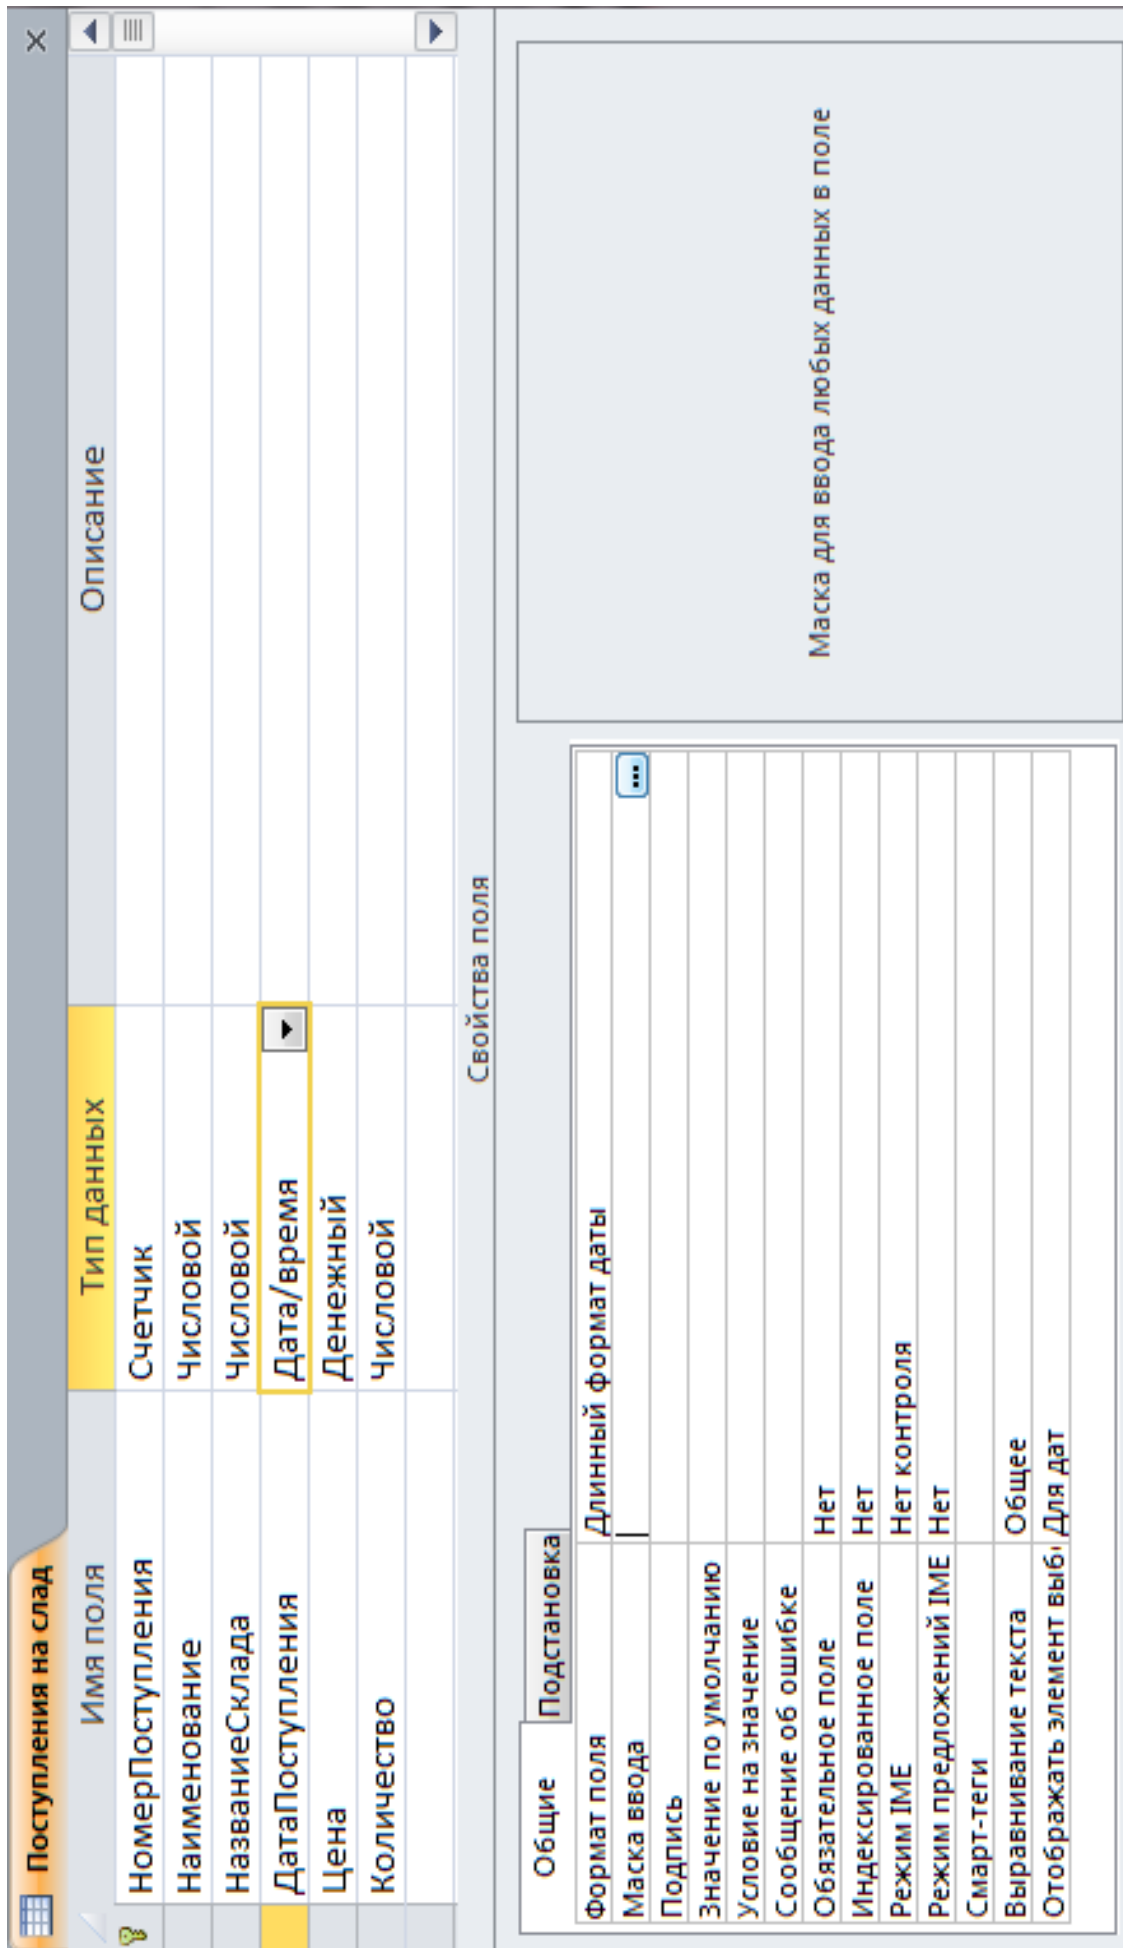 Поступления на слад
Имя поля Тип данных Описание
НомерПоступления Счетчик
Наименование Числовой
НазваниеСклада Числовой
ДатаПоступления Дата/время
Цена Денежный
Количество Числовой
Свойства поля
Общие Подстановка
Формат поля Длинный формат даты
Маска ввода
Подпись
Значение по умолчанию
Условие на значение
Сообщение об ошибке
Обязательное поле Нет
Индексированное поле Нет
Режим IME Нет контроля
Режим предложений IME Нет
Смарт-теги
Выравнивание текста Общее
Отображать элемент выб Для дат
Маска для ввода любых данных в поле